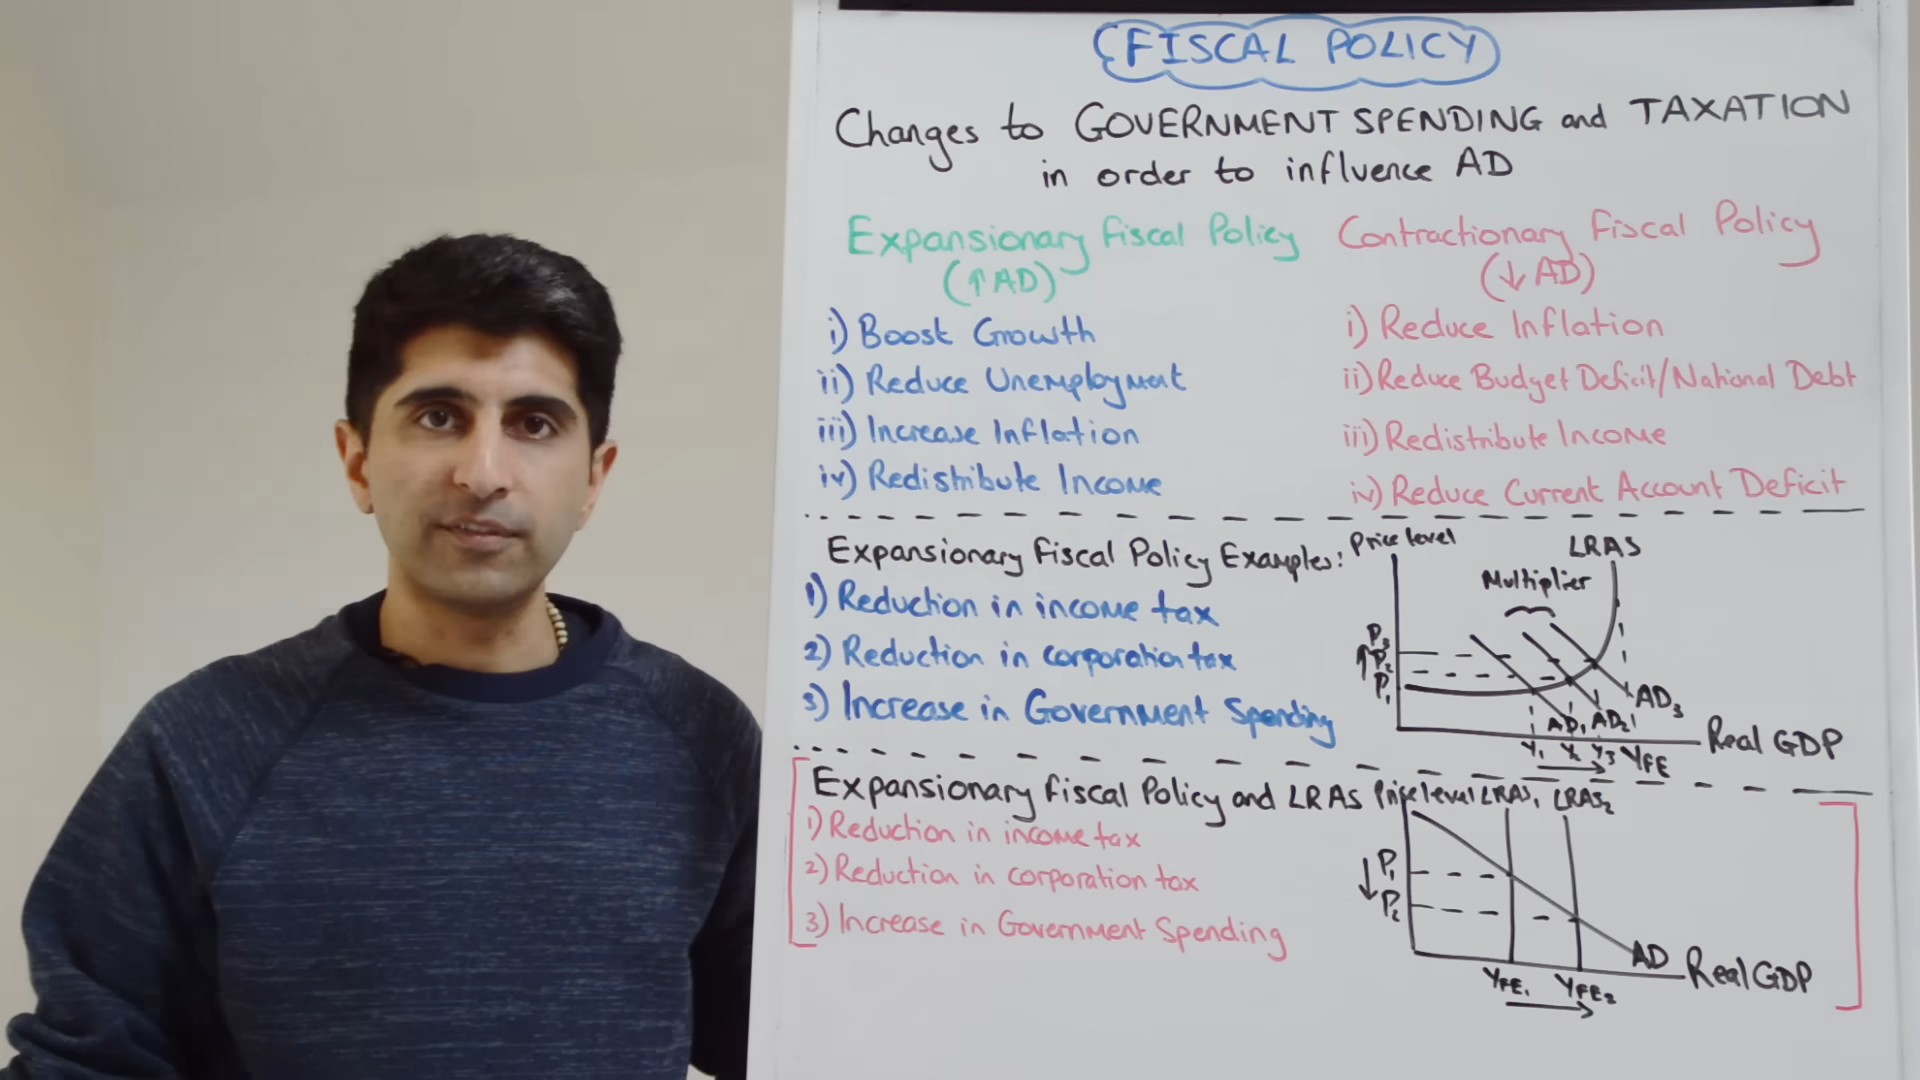 FISCAL POLICY
Changes to GOVERNMENT SPENDING and TAXATION
in order to influence AD
Expansionary Fiscal Policy
(↑AD)
i) Boost Growth
ii) Reduce Unemployment
iii) Increase Inflation
iv) Redistribute Income
Contractionary Fiscal Policy
(↓AD)
i) Reduce Inflation
ii) Reduce Budget Deficit/National Debt
iii) Redistribute Income
iv) Reduce Current Account Deficit
Expansionary Fiscal Policy Examples:
1) Reduction in income tax
2) Reduction in corporation tax
3) Increase in Government Spending
Price level
LRAS
Multiplier
P₃
↑P₂
P₁
AD₁ AD₂ AD₃
Real GDP
Y₁ Y₂ Y₃ YFE
Expansionary Fiscal Policy and LRAS
1) Reduction in income tax
2) Reduction in corporation tax
3) Increase in Government Spending
Price level LRAS₁ LRAS₂
P₁
↓P₂
AD Real GDP
YFE₁ YFE₂